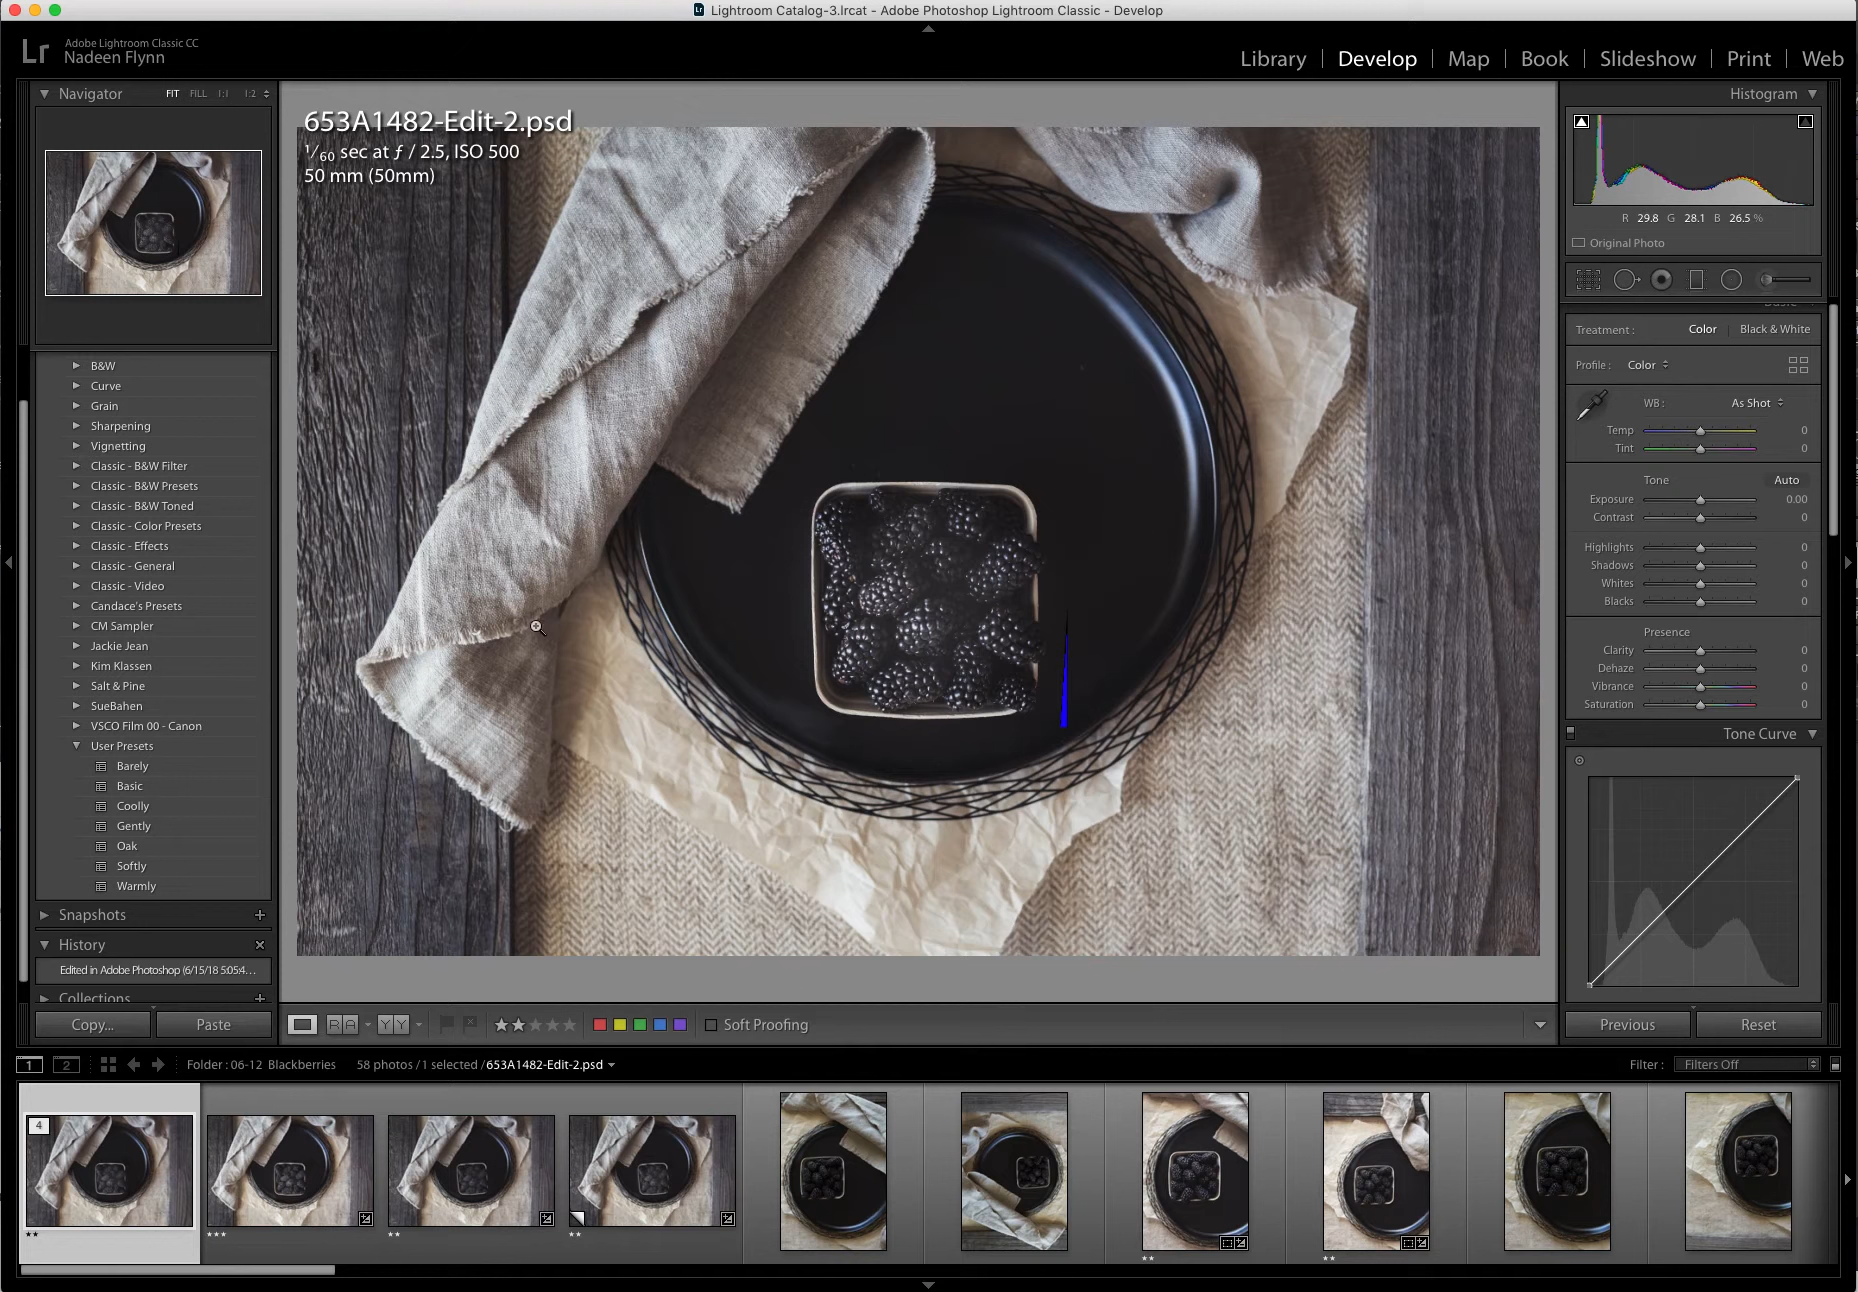 Lightroom Catalog-3.lrcat - Adobe Photoshop Lightroom Classic - Develop
Lr
Adobe Lightroom Classic CC
Nadeen Flynn
Library | Develop | Map | Book | Slideshow | Print | Web
Navigator FIT FILL 1:1 1:2
B&W
Curve
Grain
Sharpening
Vignetting
Classic - B&W Filter
Classic - B&W Presets
Classic - B&W Toned
Classic - Color Presets
Classic - Effects
Classic - General
Classic - Video
Candace's Presets
CM Sampler
Jackie Jean
Kim Klassen
Salt & Pine
SueBahen
VSCO Film 00 - Canon
User Presets
Barely
Basic
Coolly
Gently
Oak
Softly
Warmly
Snapshots +
History ×
Edited in Adobe Photoshop (6/15/18 5:05:4…
Collections +
Copy... Paste
653A1482-Edit-2.psd
1/60 sec at ƒ / 2.5, ISO 500
50 mm (50mm)
Histogram
R 29.8 G 28.1 B 26.5 %
Original Photo
Basic
Treatment : Color | Black & White
Profile : Color
WB : As Shot
Temp 0
Tint 0
Tone Auto
Exposure 0.00
Contrast 0
Highlights 0
Shadows 0
Whites 0
Blacks 0
Presence
Clarity 0
Dehaze 0
Vibrance 0
Saturation 0
Tone Curve
Previous Reset
R A Y Y Soft Proofing
1 2 Folder : 06-12 Blackberries 58 photos / 1 selected / 653A1482-Edit-2.psd Filter : Filters Off
4